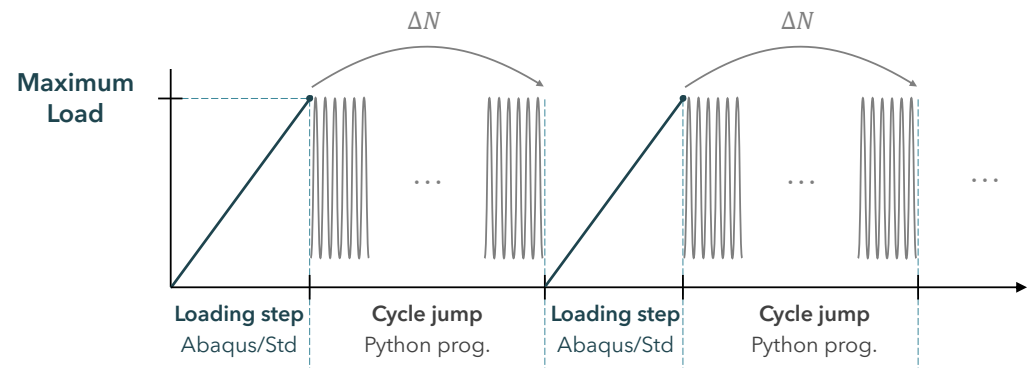 ΔN
ΔN
Maximum
Load
...
...
...
Loading step
Cycle jump
Loading step
Cycle jump
Abaqus/Std
Python prog.
Abaqus/Std
Python prog.